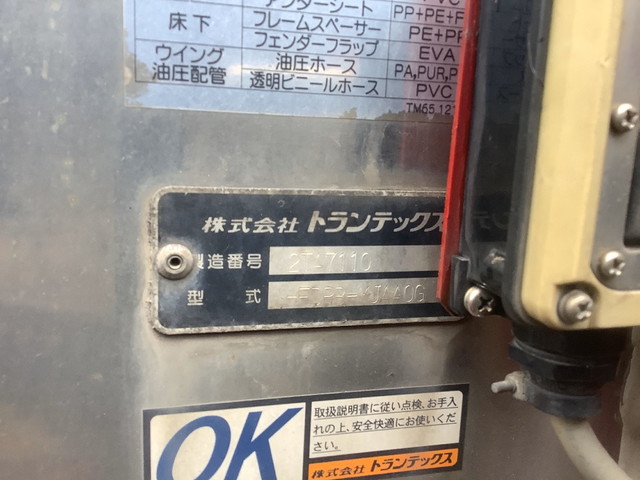 アンダーシート
床下 フレームスペーサー PE+PP
フェンダーフラップ EVA
ウイング 油圧ホース PA,PUR,P
油圧配管 透明ビニールホース PVC
TM65.12
株式会社 トランテックス
製造番号
型式
取扱説明書に従い点検、お手入
れの上、安全快適にお使いくだ
さい。
OK
株式会社 トランテックス